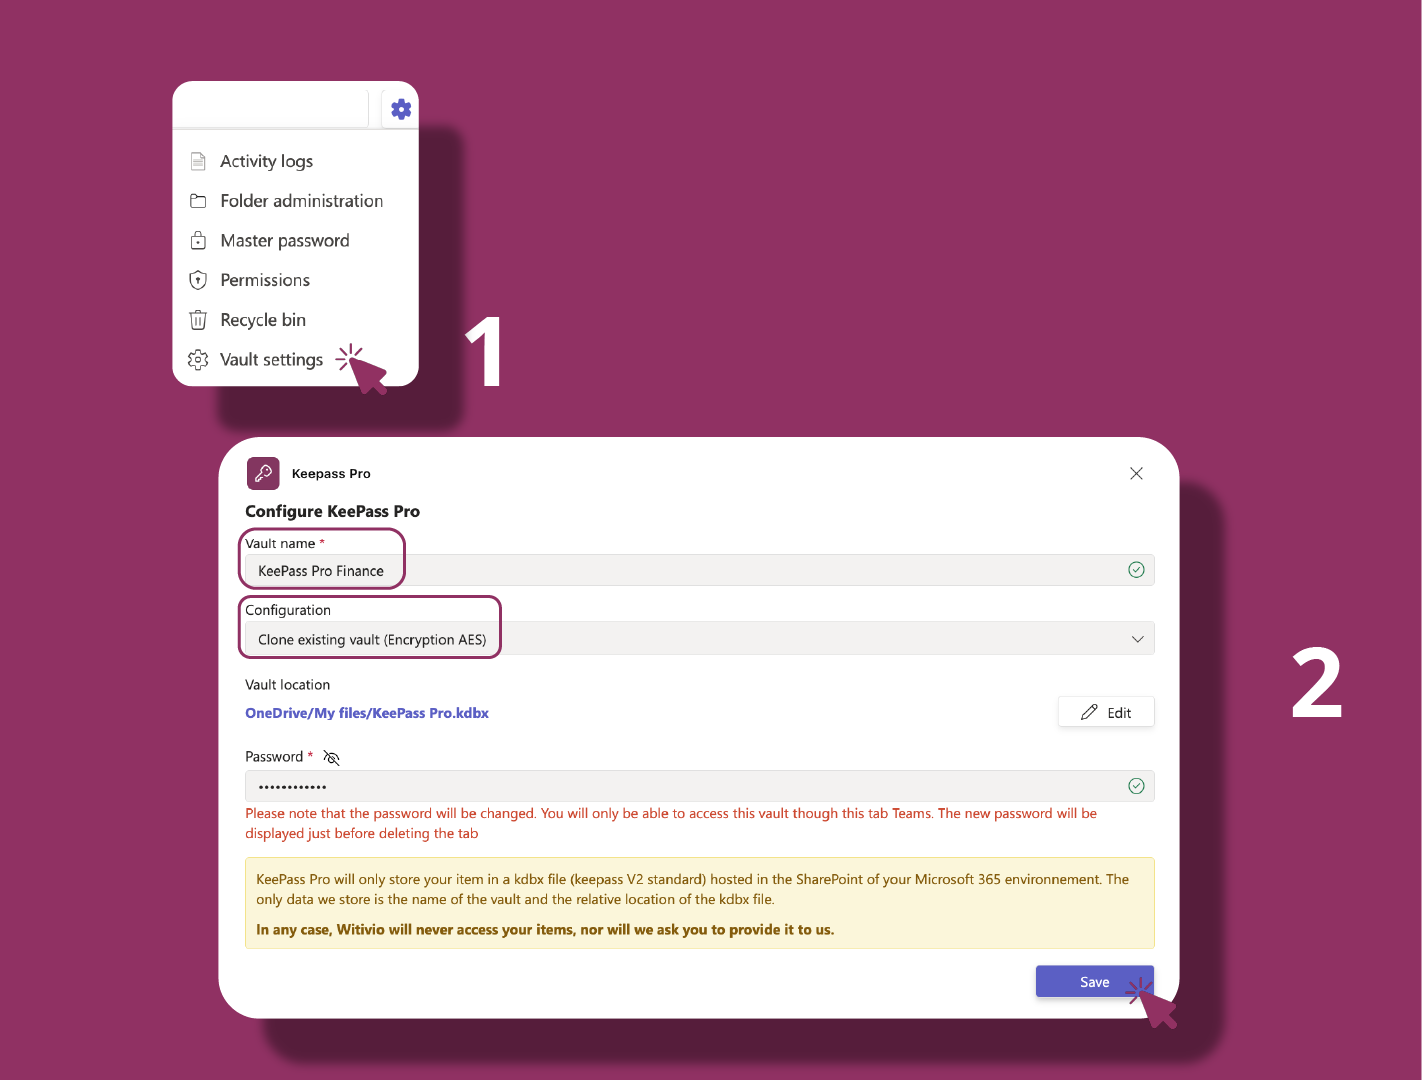 Activity logs
Folder administration
Master password
Permissions
Recycle bin
Vault settings
1
Keepass Pro
Configure KeePass Pro
Vault name *
KeePass Pro Finance
Configuration
Clone existing vault (Encryption AES)
Vault location
OneDrive/My files/KeePass Pro.kdbx
Edit
Password *
••••••••••••
Please note that the password will be changed. You will only be able to access this vault though this tab Teams. The new password will be
displayed just before deleting the tab
KeePass Pro will only store your item in a kdbx file (keepass V2 standard) hosted in the SharePoint of your Microsoft 365 environnement. The
only data we store is the name of the vault and the relative location of the kdbx file.
In any case, Witivio will never access your items, nor will we ask you to provide it to us.
Save
2